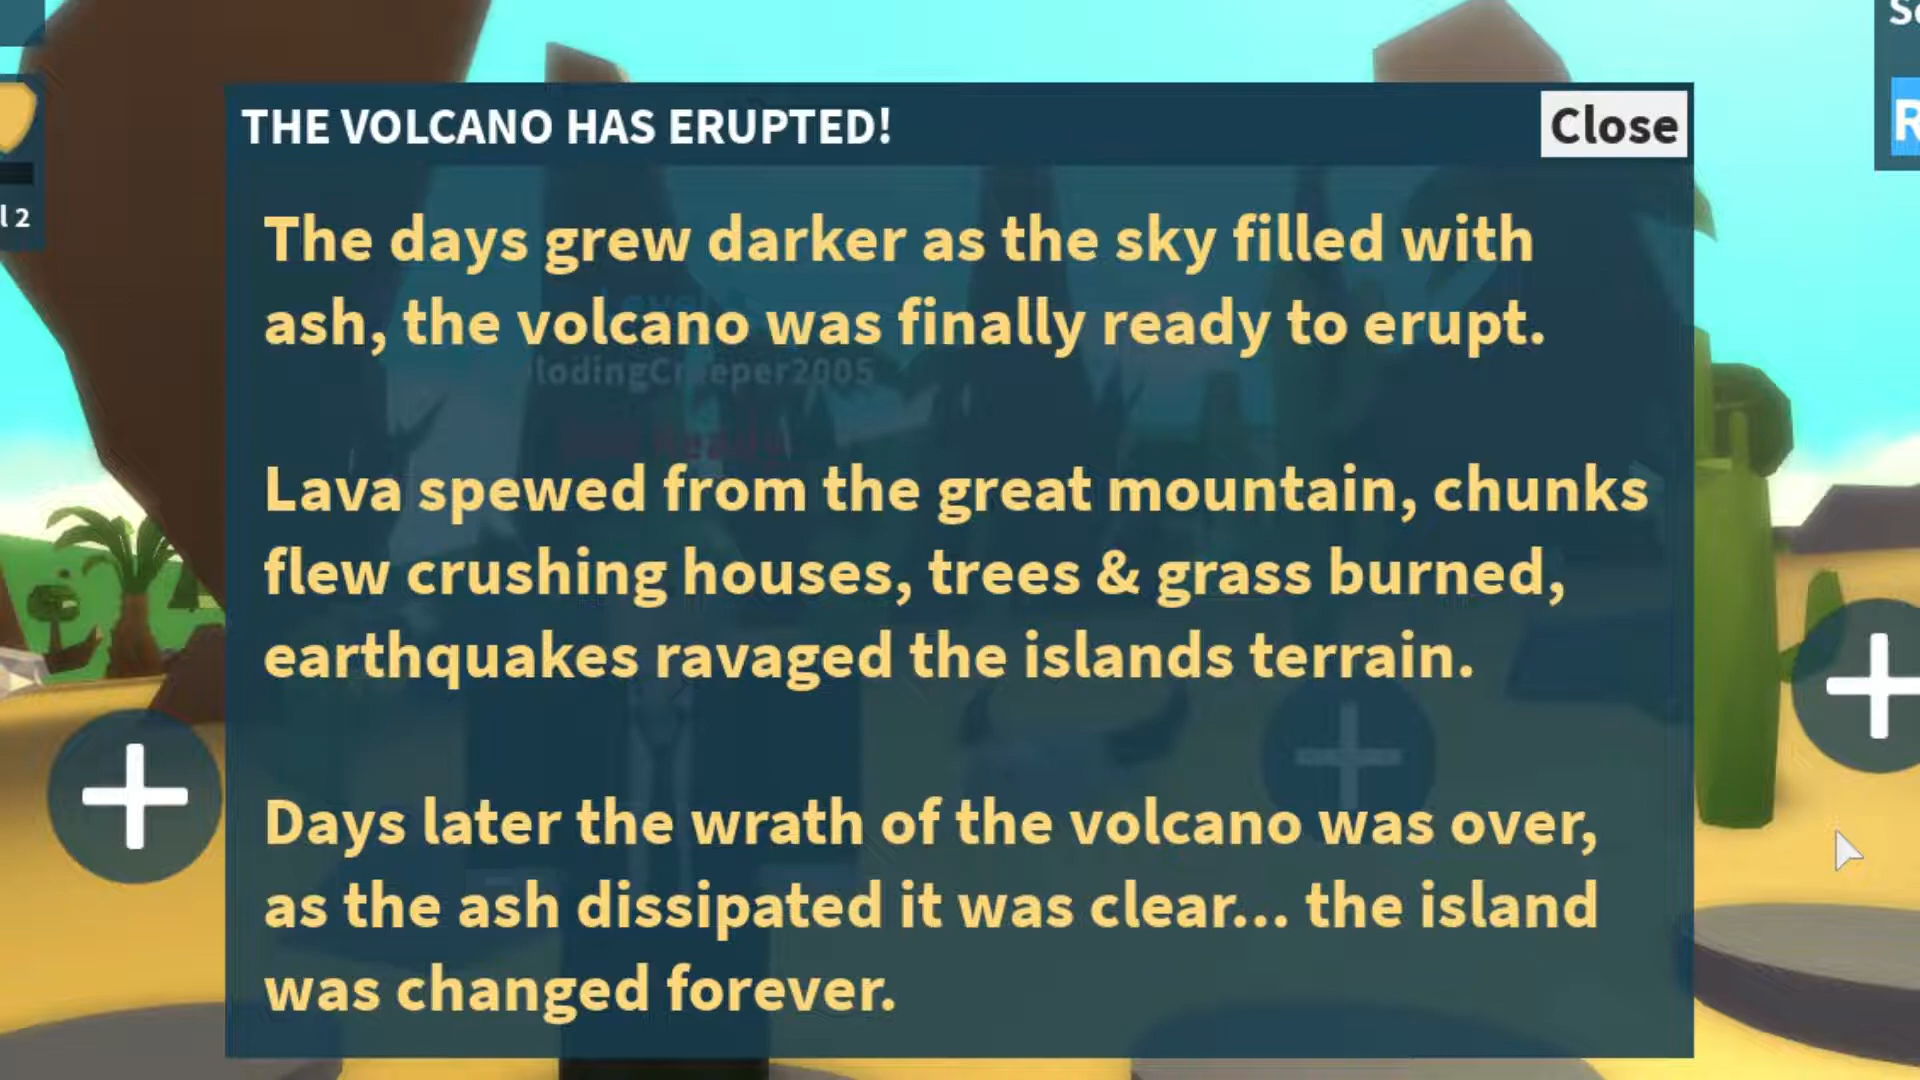 THE VOLCANO HAS ERUPTED!
Close
The days grew darker as the sky filled with
ash, the volcano was finally ready to erupt.
lodingCreeper2005
Ready
Lava spewed from the great mountain, chunks
flew crushing houses, trees & grass burned,
earthquakes ravaged the islands terrain.
Days later the wrath of the volcano was over,
as the ash dissipated it was clear... the island
was changed forever.
l 2